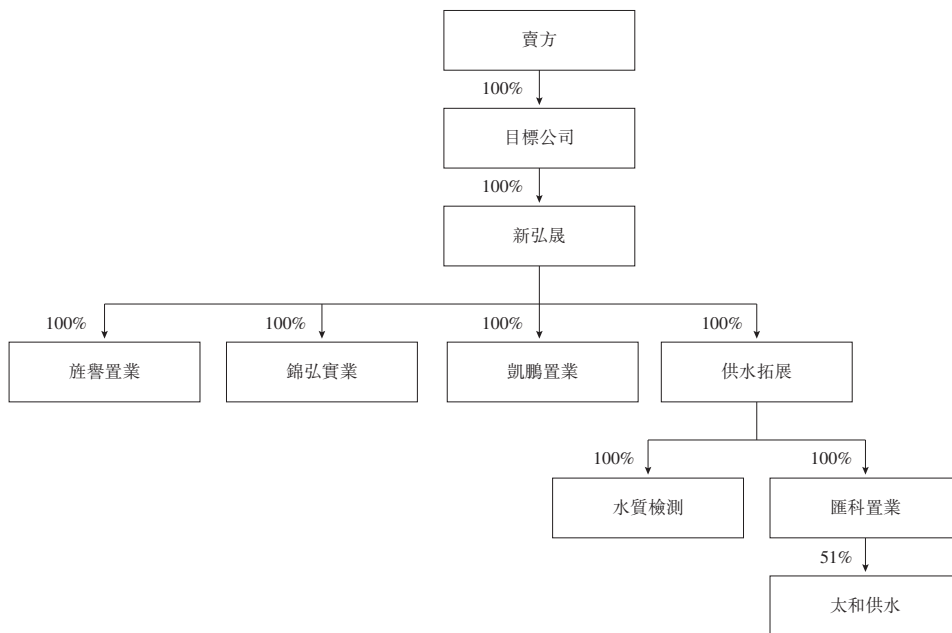 賣方
100%
目標公司
100%
新弘晟
100% 100% 100% 100%
旌譽置業 錦弘實業 凱鵬置業 供水拓展
100% 100%
水质檢測 匯科置業
51%
太和供水